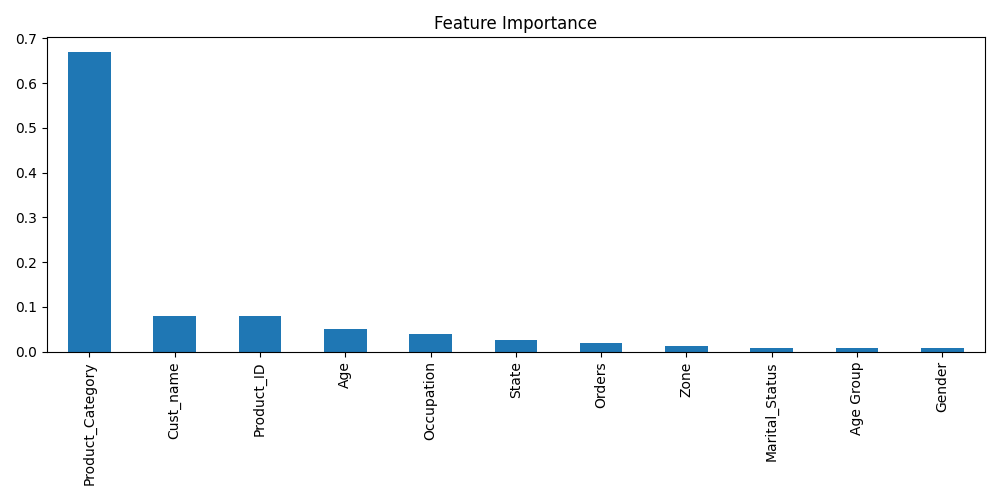 Feature Importance
0.7
0.6
0.5
0.4
0.3
0.2
0.1
0.0
Product_Category
Cust_name
Product_ID
Age
Occupation
State
Orders
Zone
Marital_Status
Age Group
Gender